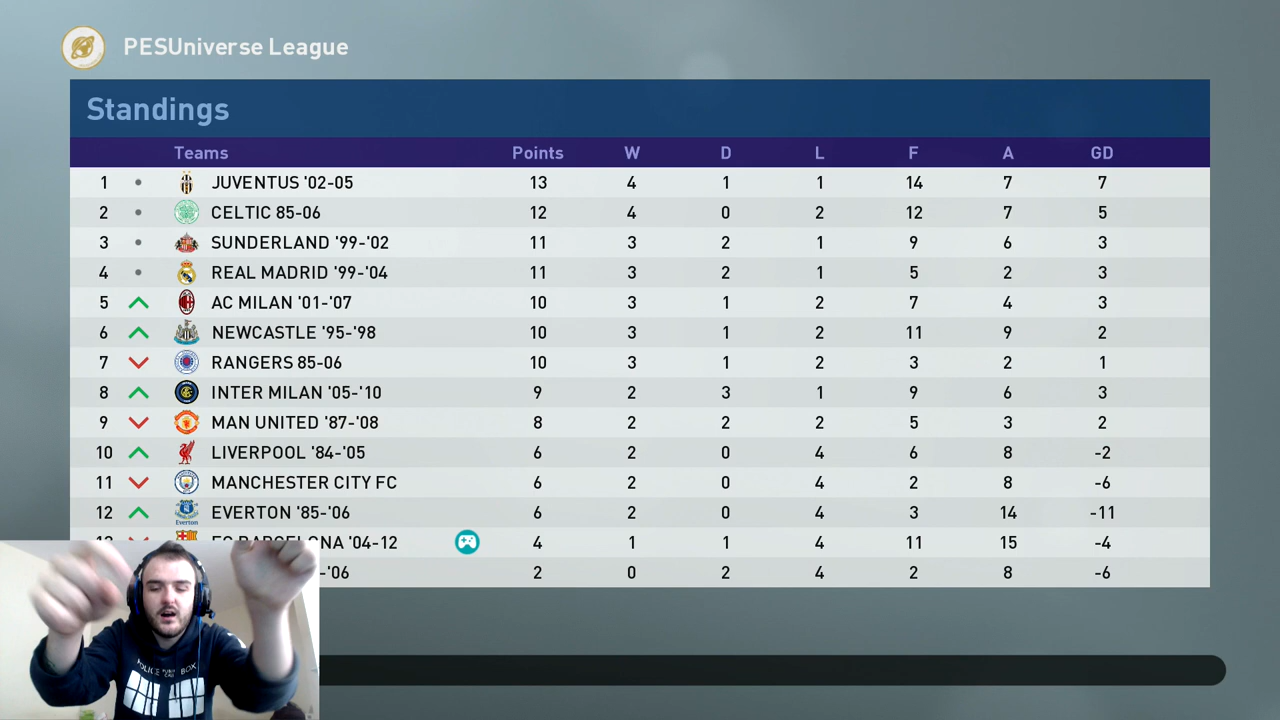 PESUniverse League
Standings
Teams Points W D L F A GD
1 JUVENTUS '02-05 13 4 1 1 14 7 7
2 CELTIC 85-06 12 4 0 2 12 7 5
3 SUNDERLAND '99-'02 11 3 2 1 9 6 3
4 REAL MADRID '99-'04 11 3 2 1 5 2 3
5 AC MILAN '01-'07 10 3 1 2 7 4 3
6 NEWCASTLE '95-'98 10 3 1 2 11 9 2
7 RANGERS 85-06 10 3 1 2 3 2 1
8 INTER MILAN '05-'10 9 2 3 1 9 6 3
9 MAN UNITED '87-'08 8 2 2 2 5 3 2
10 LIVERPOOL '84-'05 6 2 0 4 6 8 -2
11 MANCHESTER CITY FC 6 2 0 4 2 8 -6
Everton
12 EVERTON '85-'06 6 2 0 4 3 14 -11
FC BARCELONA '04-12 4 1 1 4 11 15 -4
-'06 2 0 2 4 2 8 -6
POLICE BOX